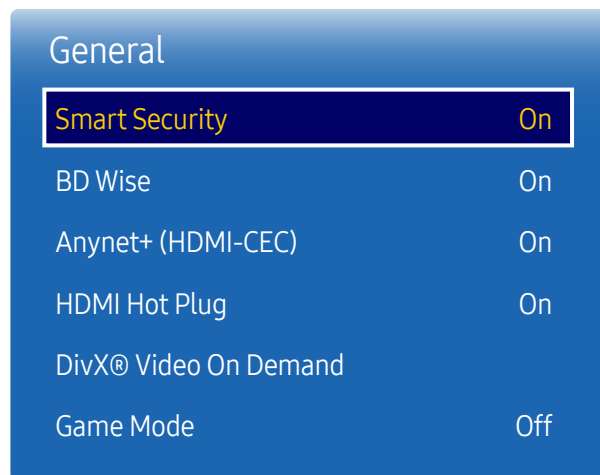 General
Smart Security On
BD Wise On
Anynet+ (HDMI-CEC) On
HDMI Hot Plug On
DivX® Video On Demand
Game Mode Off